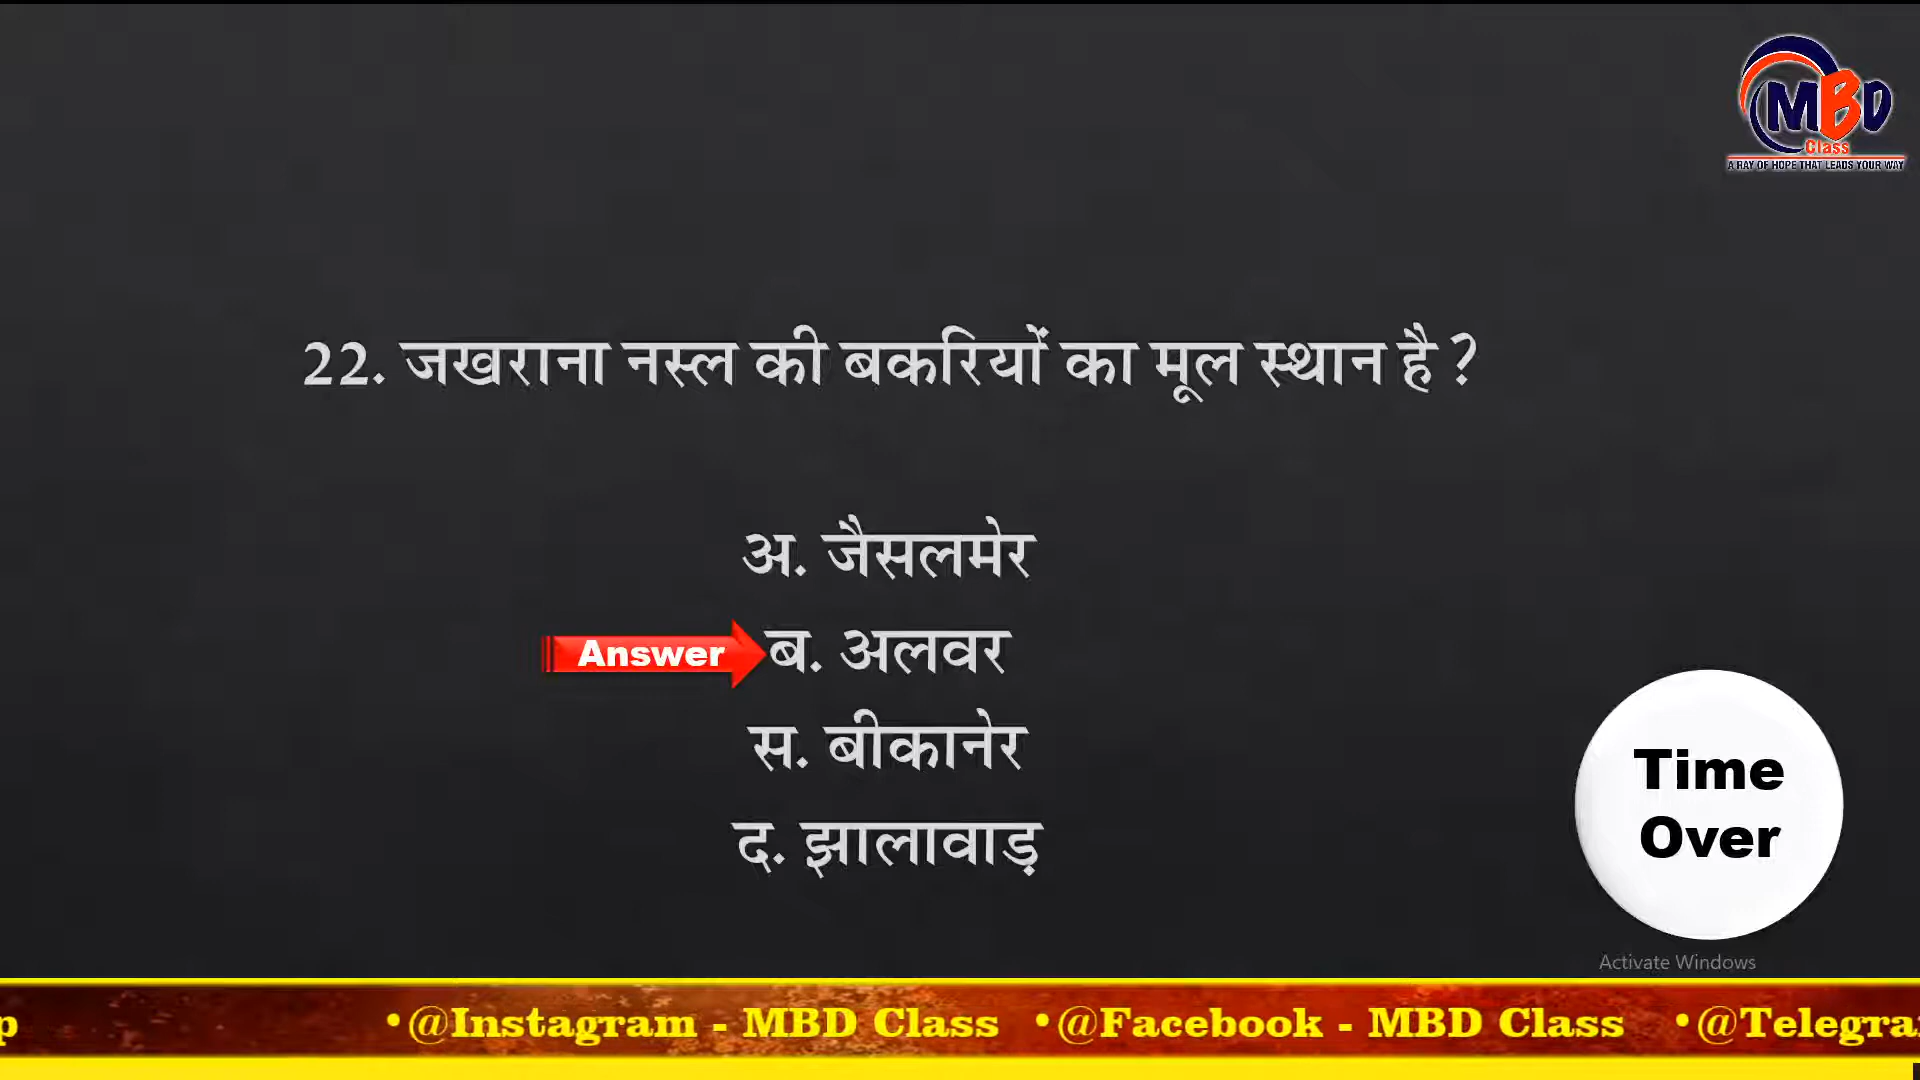 MBD
Class
A RAY OF HOPE THAT LEADS YOUR WAY
22. जखराना नस्ल की बकरियों का मूल स्थान है ?
अ. जैसलमेर
Answer ब. अलवर
स. बीकानेर
द. झालावाड़
Time
Over
Activate Windows
p •@Instagram - MBD Class •@Facebook - MBD Class •@Telegra